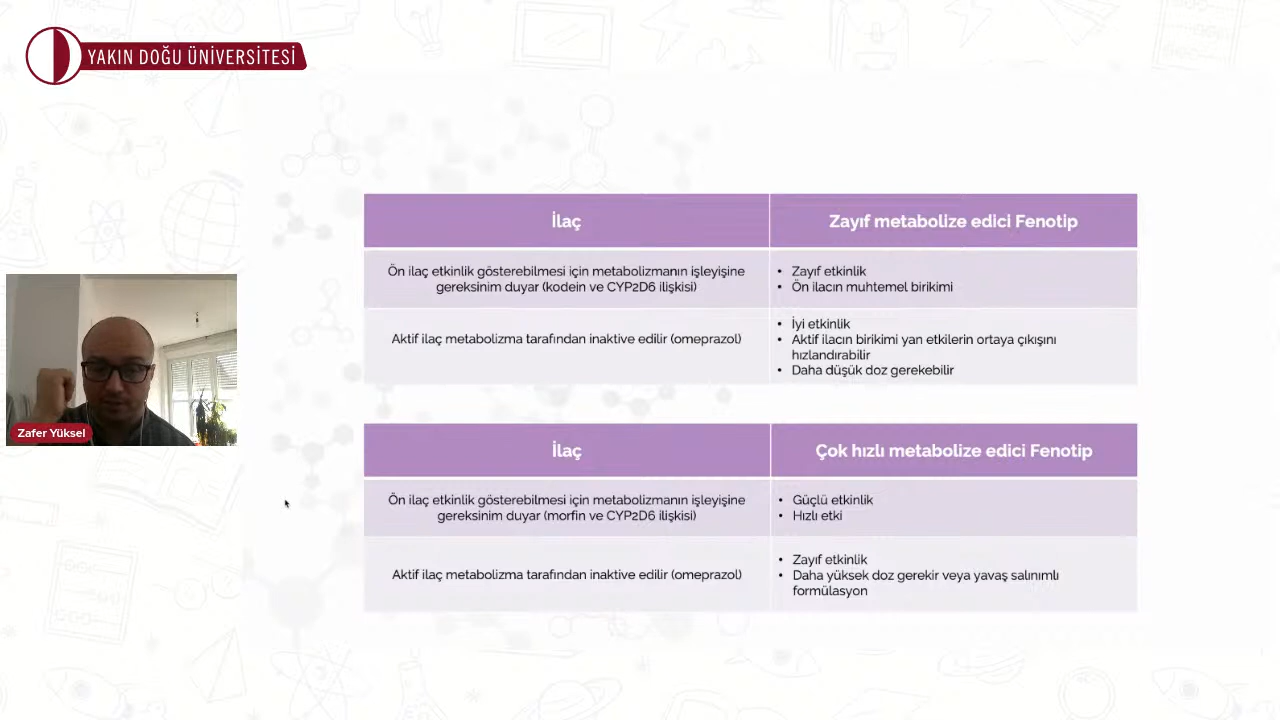 YAKIN DOĞU ÜNİVERSİTESİ
İlaç
Zayıf metabolize edici Fenotip
Ön ilaç etkinlik gösterebilmesi için metabolizmanın işleyişine
gereksinim duyar (kodein ve CYP2D6 ilişkisi)
• Zayıf etkinlik
• Ön ilacın muhtemel birikimi
Aktif ilaç metabolizma tarafından inaktive edilir (omeprazol)
• İyi etkinlik
• Aktif ilacın birikimi yan etkilerin ortaya çıkışını
hızlandırabilir
• Daha düşük doz gerekebilir
Zafer Yüksel
İlaç
Çok hızlı metabolize edici Fenotip
Ön ilaç etkinlik gösterebilmesi için metabolizmanın işleyişine
gereksinim duyar (morfin ve CYP2D6 ilişkisi)
• Güçlü etkinlik
• Hızlı etki
Aktif ilaç metabolizma tarafından inaktive edilir (omeprazol)
• Zayıf etkinlik
• Daha yüksek doz gerekir veya yavaş salınımlı
formülasyon